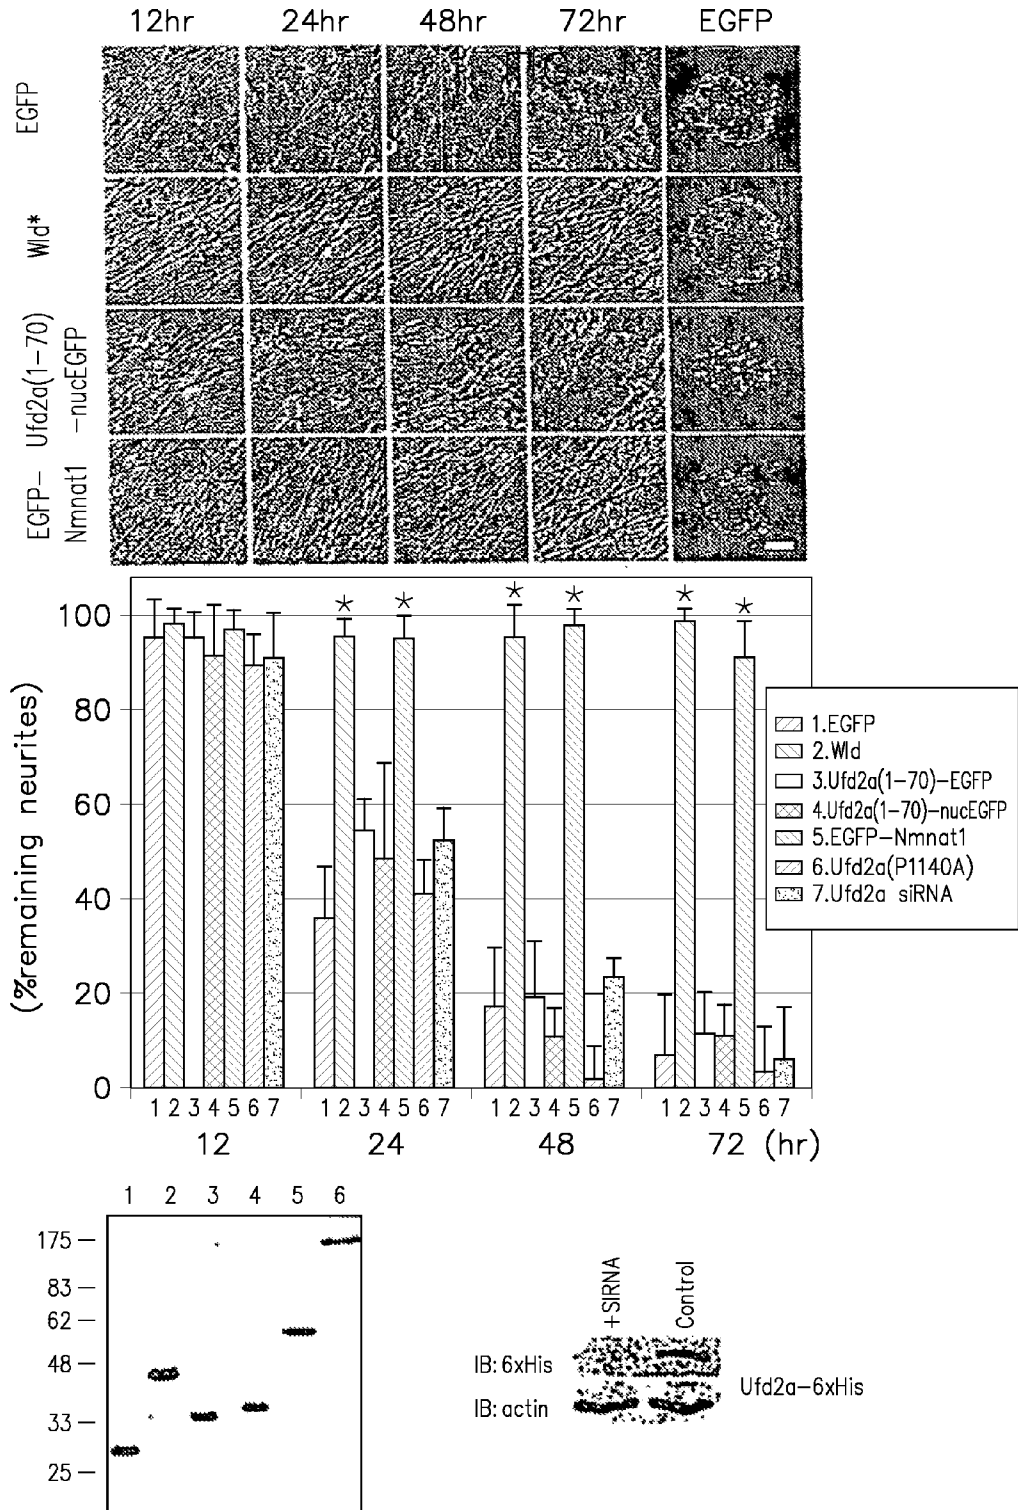 12hr 24hr 48hr 72hr EGFP
EGFP
Wld*
Ufd2a(1-70)
-nucEGFP
EGFP-
Nmnat1
100
80
60
40
20
0
(%remaining neurites)
* * * * * *
1.EGFP
2.Wld
3.Ufd2a(1-70)-EGFP
4.Ufd2a(1-70)-nucEGFP
5.EGFP-Nmnat1
6.Ufd2a(P1140A)
7.Ufd2a siRNA
1 2 3 4 5 6 7 1 2 3 4 5 6 7 1 2 3 4 5 6 7 1 2 3 4 5 6 7
12 24 48 72 (hr)
1 2 3 4 5 6
175
83
62
48
33
25
+SIRNA
Control
IB: 6xHis
IB: actin
Ufd2a-6xHis